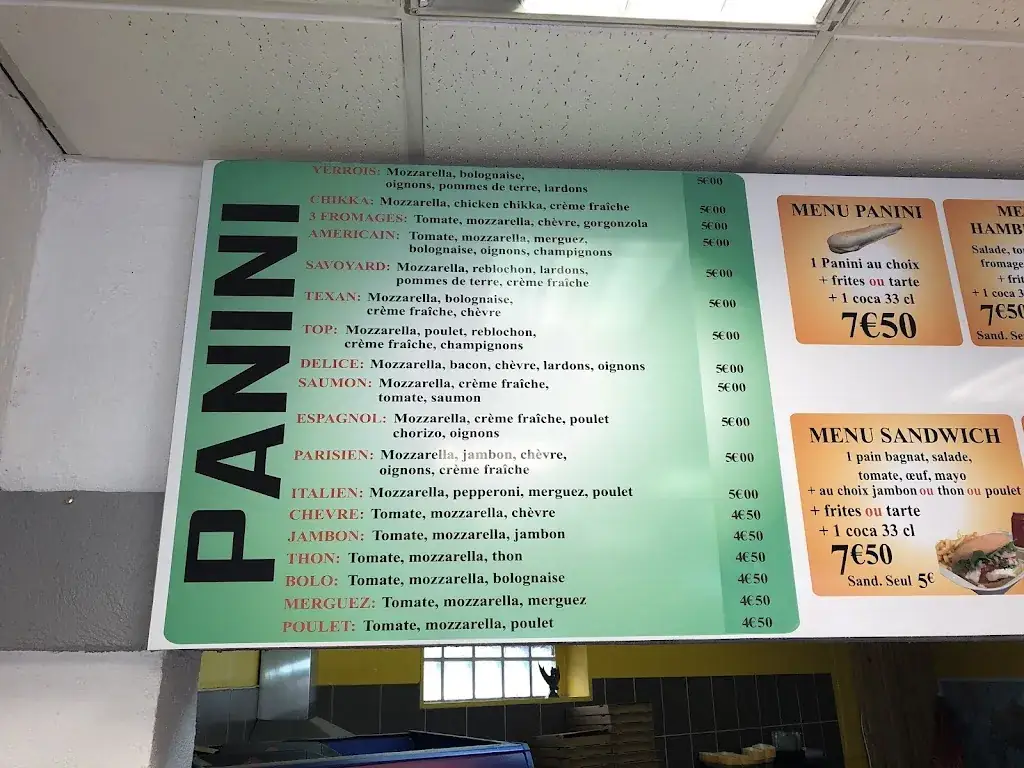 PANINI
YERROIS: Mozzarella, bolognaise, 5€00
oignons, pommes de terre, lardons
CHIKKA: Mozzarella, chicken chikka, crème fraîche 5€00
3 FROMAGES: Tomate, mozzarella, chèvre, gorgonzola 5€00
AMERICAIN: Tomate, mozzarella, merguez, 5€00
bolognaise, oignons, champignons
SAVOYARD: Mozzarella, reblochon, lardons, 5€00
pommes de terre, crème fraîche
TEXAN: Mozzarella, bolognaise, 5€00
crème fraîche, chèvre
TOP: Mozzarella, poulet, reblochon, 5€00
crème fraîche, champignons
DELICE: Mozzarella, bacon, chèvre, lardons, oignons 5€00
SAUMON: Mozzarella, crème fraîche, 5€00
tomate, saumon
ESPAGNOL: Mozzarella, crème fraîche, poulet 5€00
chorizo, oignons
PARISIEN: Mozzarella, jambon, chèvre, 5€00
oignons, crème fraîche
ITALIEN: Mozzarella, pepperoni, merguez, poulet 5€00
CHEVRE: Tomate, mozzarella, chèvre 4€50
JAMBON: Tomate, mozzarella, jambon 4€50
THON: Tomate, mozzarella, thon 4€50
BOLO: Tomate, mozzarella, bolognaise 4€50
MERGUEZ: Tomate, mozzarella, merguez 4€50
POULET: Tomate, mozzarella, poulet 4€50
MENU PANINI
1 Panini au choix
+ frites ou tarte
+ 1 coca 33 cl
7€50
Salade,
+ 1 coca
Sand.
MENU SANDWICH
1 pain bagnat, salade,
tomate, œuf, mayo
+ au choix jambon ou thon ou poulet
+ frites ou tarte
+ 1 coca 33 cl
7€50
Sand. Seul 5€